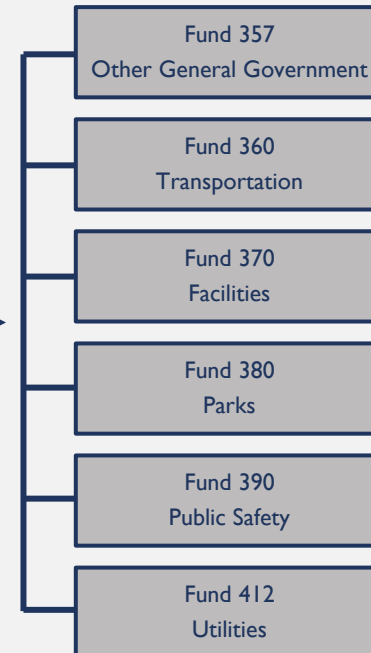 Fund 357
Other General Government
Fund 360
Transportation
Fund 370
Facilities
Fund 380
Parks
Fund 390
Public Safety
Fund 412
Utilities